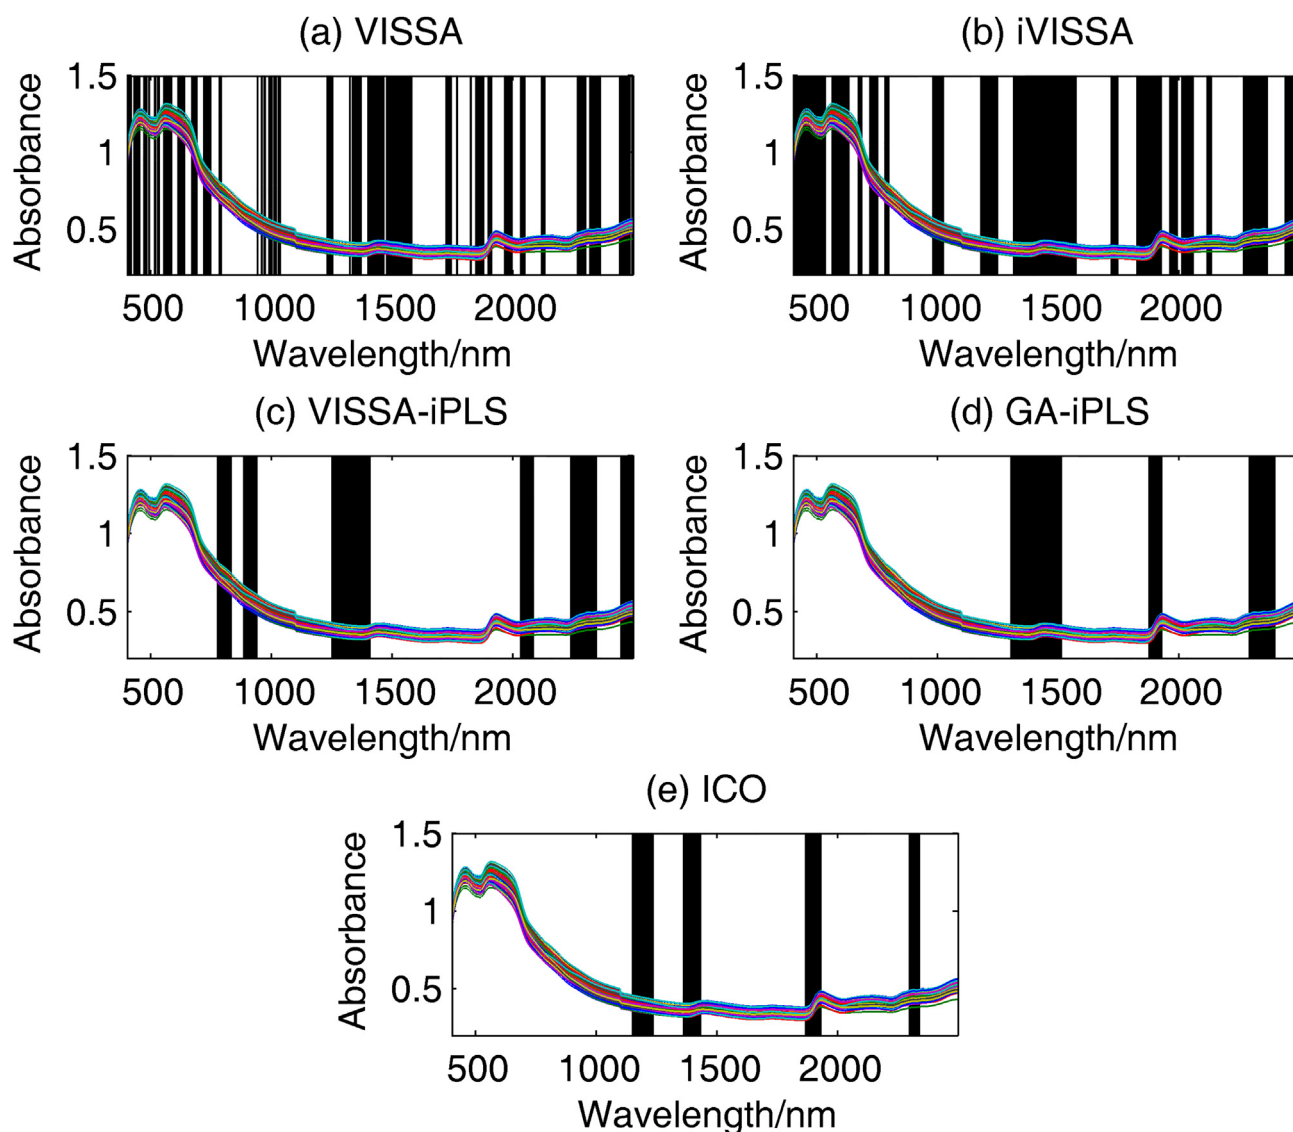 (a) VISSA
Absorbance
1.5
1
0.5
500 1000 1500 2000
Wavelength/nm
(b) iVISSA
Absorbance
1.5
1
0.5
500 1000 1500 2000
Wavelength/nm
(c) VISSA-iPLS
Absorbance
1.5
1
0.5
500 1000 1500 2000
Wavelength/nm
(d) GA-iPLS
Absorbance
1.5
1
0.5
500 1000 1500 2000
Wavelength/nm
(e) ICO
Absorbance
1.5
1
0.5
500 1000 1500 2000
Wavelength/nm